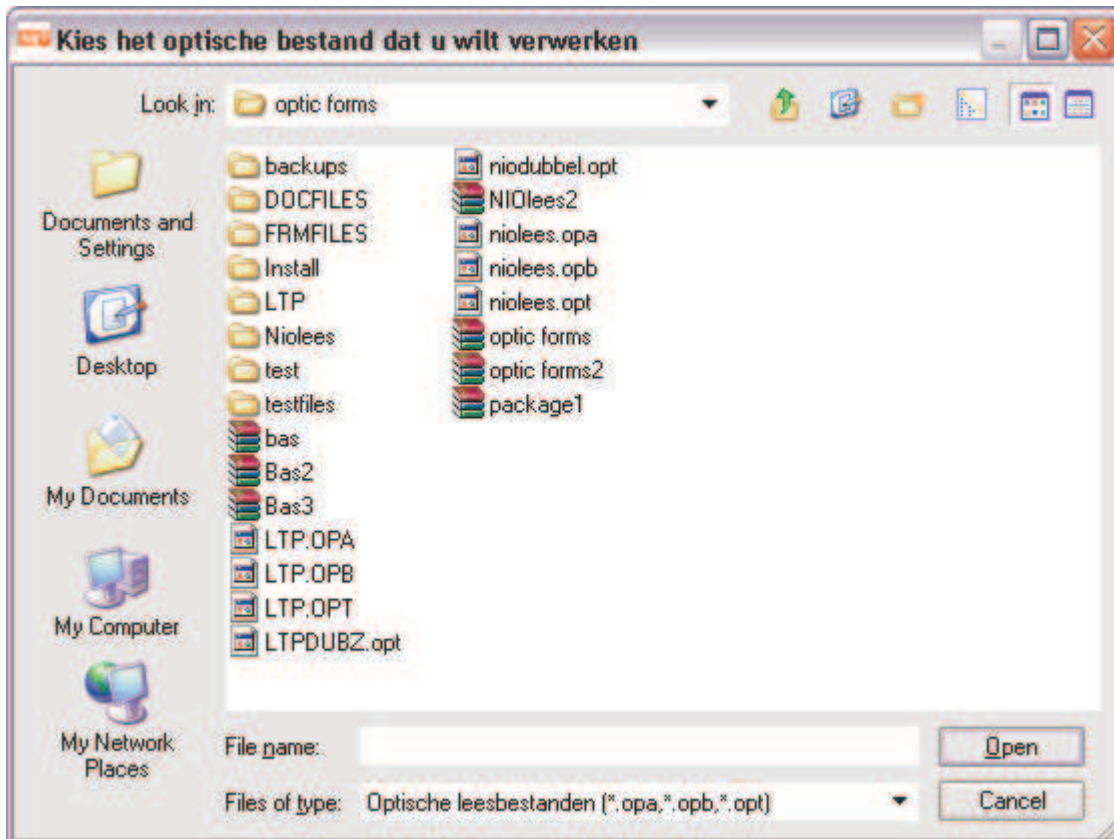 Kies het optische bestand dat u wilt verwerken
Look in: optic forms
Documents and
Settings
Desktop
My Documents
My Computer
My Network
Places
backups
DOCFILES
FRMFILES
Install
LTP
Niolees
test
testfiles
bas
Bas2
Bas3
LTP.OPA
LTP.OPB
LTP.OPT
LTPDUBZ.opt
niodubbel.opt
NIOlees2
niolees.opa
niolees.opb
niolees.opt
optic forms
optic forms2
package1
File name:
Open
Files of type: Optische leesbestanden (*.opa,*.opb,*.opt)
Cancel